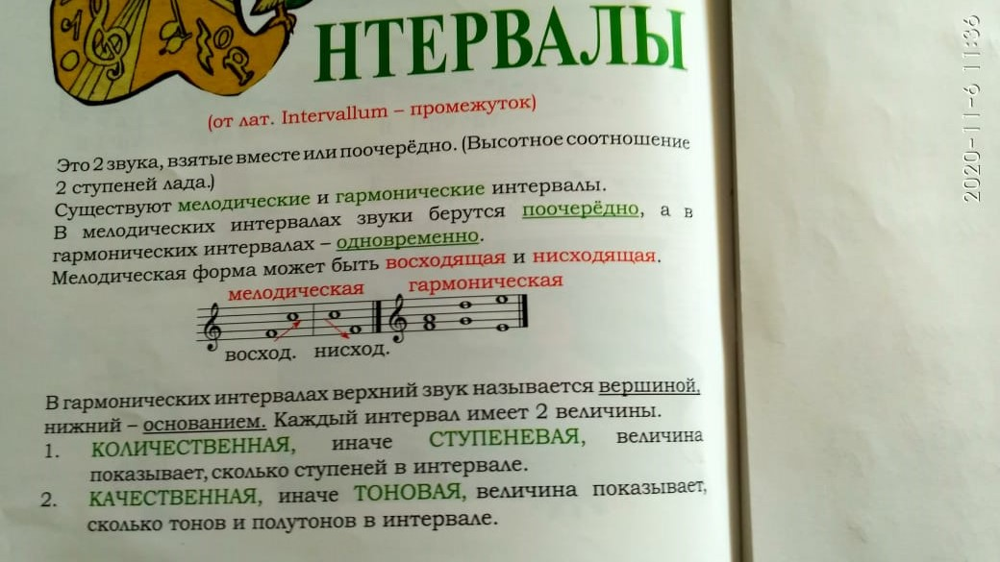 НТЕРВАЛЫ
(от лат. Intervallum – промежуток)
Это 2 звука, взятые вместе или поочерёдно. (Высотное соотношение
2 ступеней лада.)
Существуют мелодические и гармонические интервалы.
В мелодических интервалах звуки берутся поочерёдно, а в
гармонических интервалах – одновременно.
Мелодическая форма может быть восходящая и нисходящая.
мелодическая гармоническая
восход. нисход.
В гармонических интервалах верхний звук называется вершиной,
нижний – основанием. Каждый интервал имеет 2 величины.
1. КОЛИЧЕСТВЕННАЯ, иначе СТУПЕНЕВАЯ, величина
показывает, сколько ступеней в интервале.
2. КАЧЕСТВЕННАЯ, иначе ТОНОВАЯ, величина показывает,
сколько тонов и полутонов в интервале.
2020-11-6 11:36